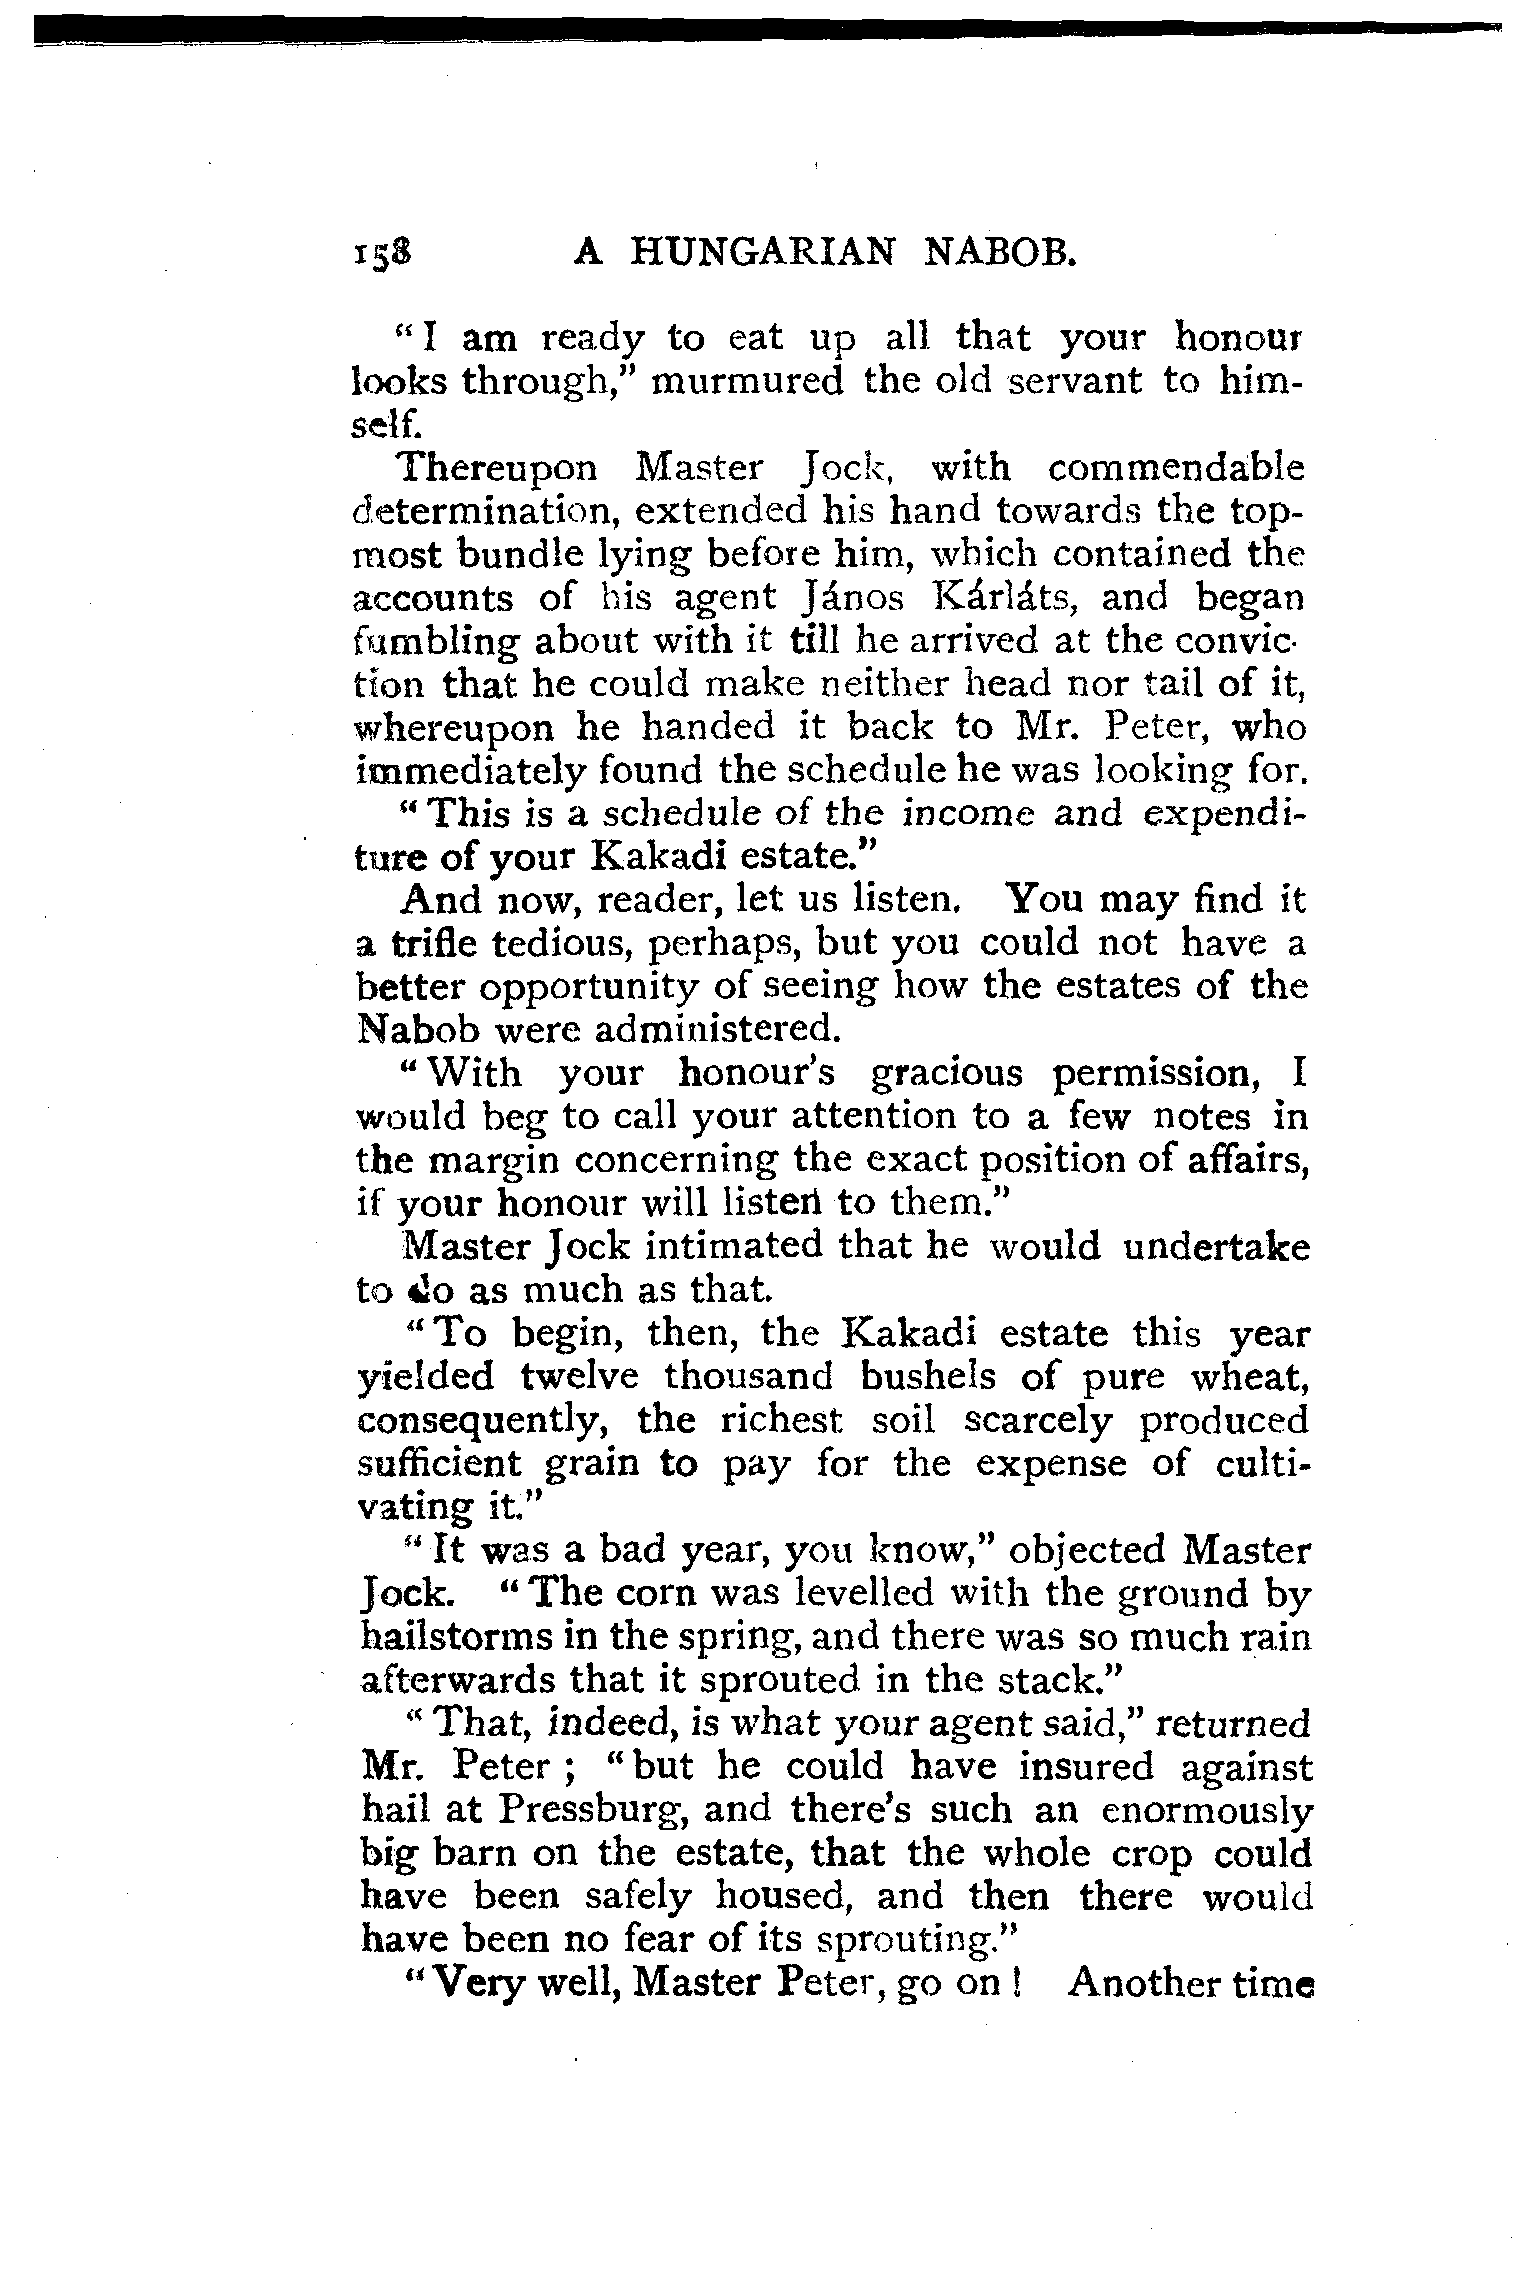 158 A HUNGARIAN NABOB.
“I am ready to eat up all that your honour
looks through,” murmured the old servant to him-
self.
Thereupon Master Jock, with commendable
determination, extended his hand towards the top-
most bundle lying before him, which contained the
accounts of his agent János Kárláts, and began
fumbling about with it till he arrived at the convic-
tion that he could make neither head nor tail of it,
whereupon he handed it back to Mr. Peter, who
immediately found the schedule he was looking for.
“This is a schedule of the income and expendi-
ture of your Kakadi estate.”
And now, reader, let us listen. You may find it
a trifle tedious, perhaps, but you could not have a
better opportunity of seeing how the estates of the
Nabob were administered.
“With your honour's gracious permission, I
would beg to call your attention to a few notes in
the margin concerning the exact position of affairs,
if your honour will listen to them.”
Master Jock intimated that he would undertake
to do as much as that.
“To begin, then, the Kakadi estate this year
yielded twelve thousand bushels of pure wheat,
consequently, the richest soil scarcely produced
sufficient grain to pay for the expense of culti-
vating it.”
“It was a bad year, you know,” objected Master
Jock. “The corn was levelled with the ground by
hailstorms in the spring, and there was so much rain
afterwards that it sprouted in the stack.”
“That, indeed, is what your agent said,” returned
Mr. Peter; “but he could have insured against
hail at Pressburg, and there's such an enormously
big barn on the estate, that the whole crop could
have been safely housed, and then there would
have been no fear of its sprouting.”
“Very well, Master Peter, go on! Another time